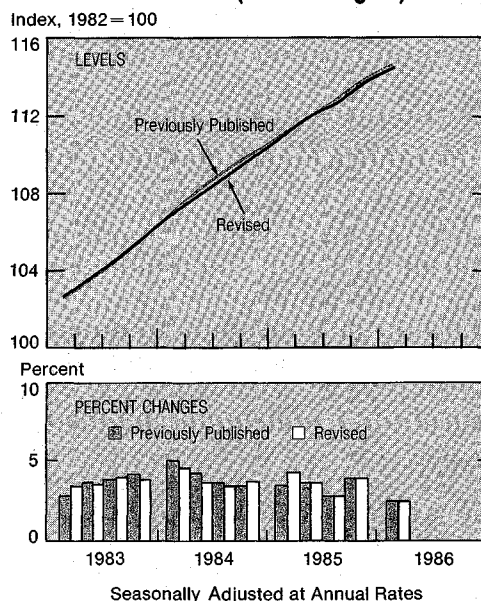 Index, 1982=100
116
LEVELS
112
Previously Published
108
Revised
104
100
Percent
10
PERCENT CHANGES
Previously Published Revised
5
0
1983 1984 1985 1986
Seasonally Adjusted at Annual Rates